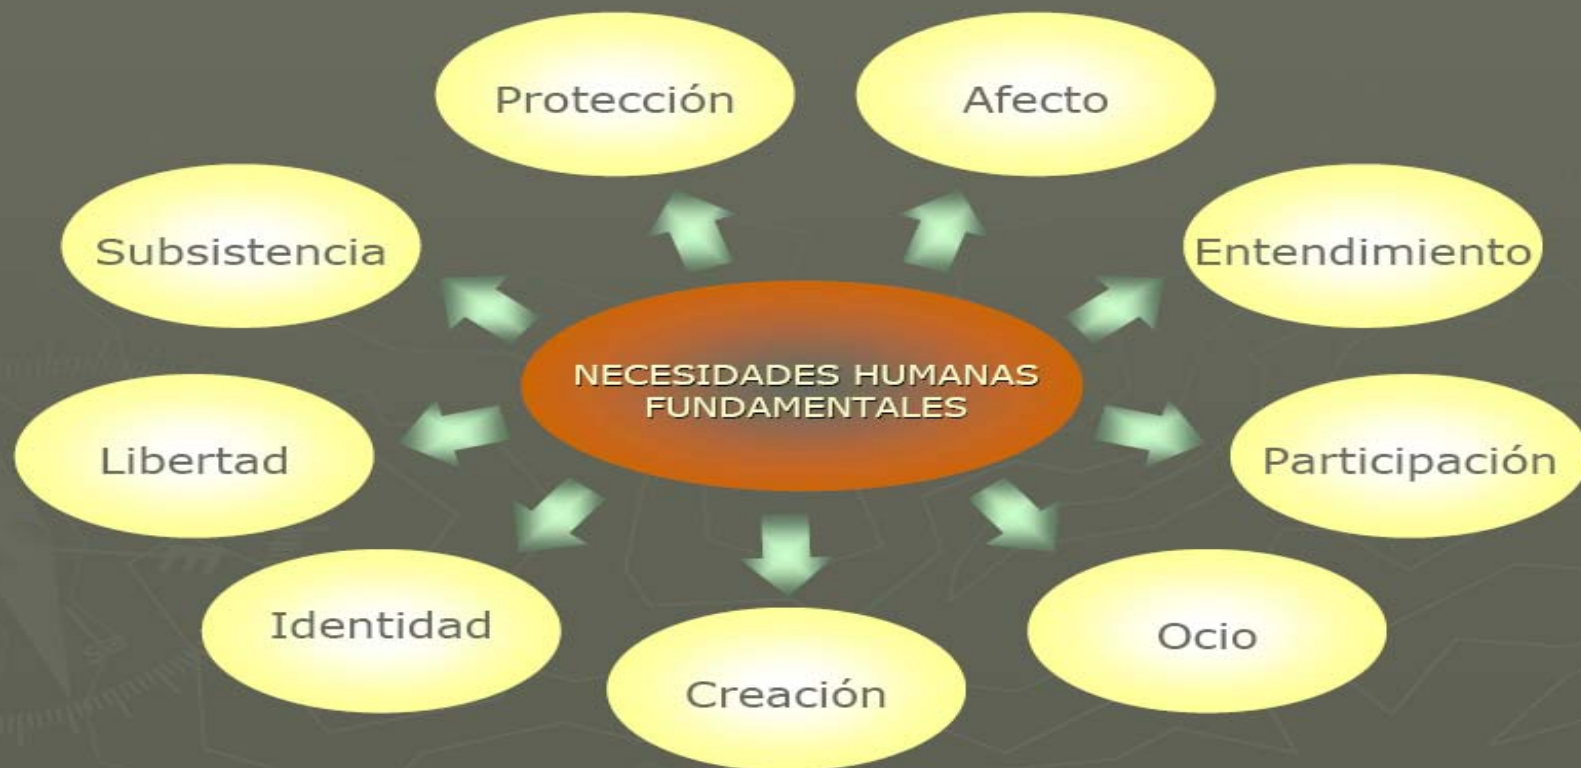 Protección
Afecto
Subsistencia
Entendimiento
NECESIDADES HUMANAS
FUNDAMENTALES
Libertad
Participación
Identidad
Ocio
Creación